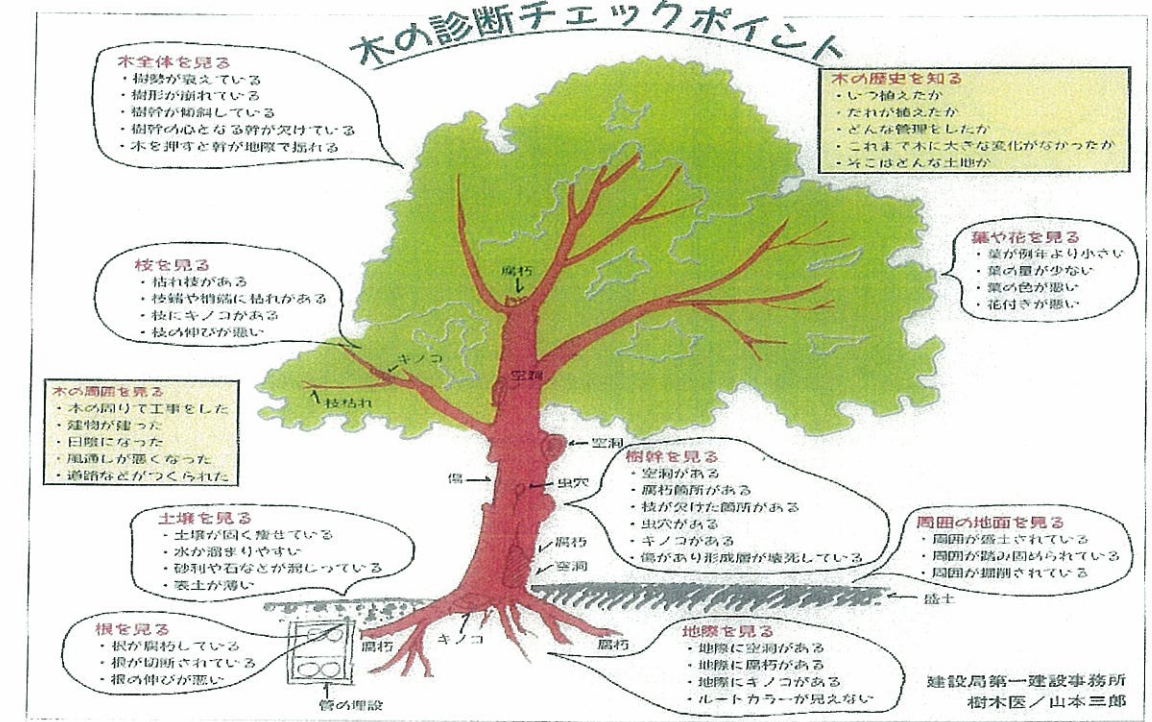 木の診断チェックポイント
木全体を見る
・樹勢が衰えている
・樹形が崩れている
・樹幹が傾斜している
・樹幹の心となる幹が欠けている
・木を押すと幹が地際で揺れる
木の歴史を知る
・いつ植えたか
・だれが植えたか
・どんな管理をしたか
・これまで木に大きな変化がなかったか
・そこはどんな土地か
葉や花を見る
・葉が例年より小さい
・葉の量が少ない
・葉の色が悪い
・花付きが悪い
枝を見る
・枯れ枝がある
・枝端や梢端に枯れがある
・枝にキノコがある
・枝の伸びが悪い
腐朽
キノコ
枝枯れ
空洞
木の周囲を見る
・木の周りで工事をした
・建物が建った
・日陰になった
・風通しが悪くなった
・道路などがつくられた
空洞
傷
虫穴
腐朽
空洞
樹幹を見る
・空洞がある
・腐朽箇所がある
・枝が欠けた箇所がある
・虫穴がある
・キノコがある
・傷があり形成層が壊死している
土壌を見る
・土壌が固く痩せている
・水が溜まりやすい
・砂利や石などが混じっている
・表土が薄い
周囲の地面を見る
・周囲が盛土されている
・周囲が踏み固められている
・周囲が掘削されている
盛土
根を見る
・根が腐朽している
・根が切断されている
・根の伸びが悪い
腐朽
キノコ
腐朽
管の埋設
地際を見る
・地際に空洞がある
・地際に腐朽がある
・地際にキノコがある
・ルートカラーが見えない
建設局第一建設事務所
樹木医／山本三郎